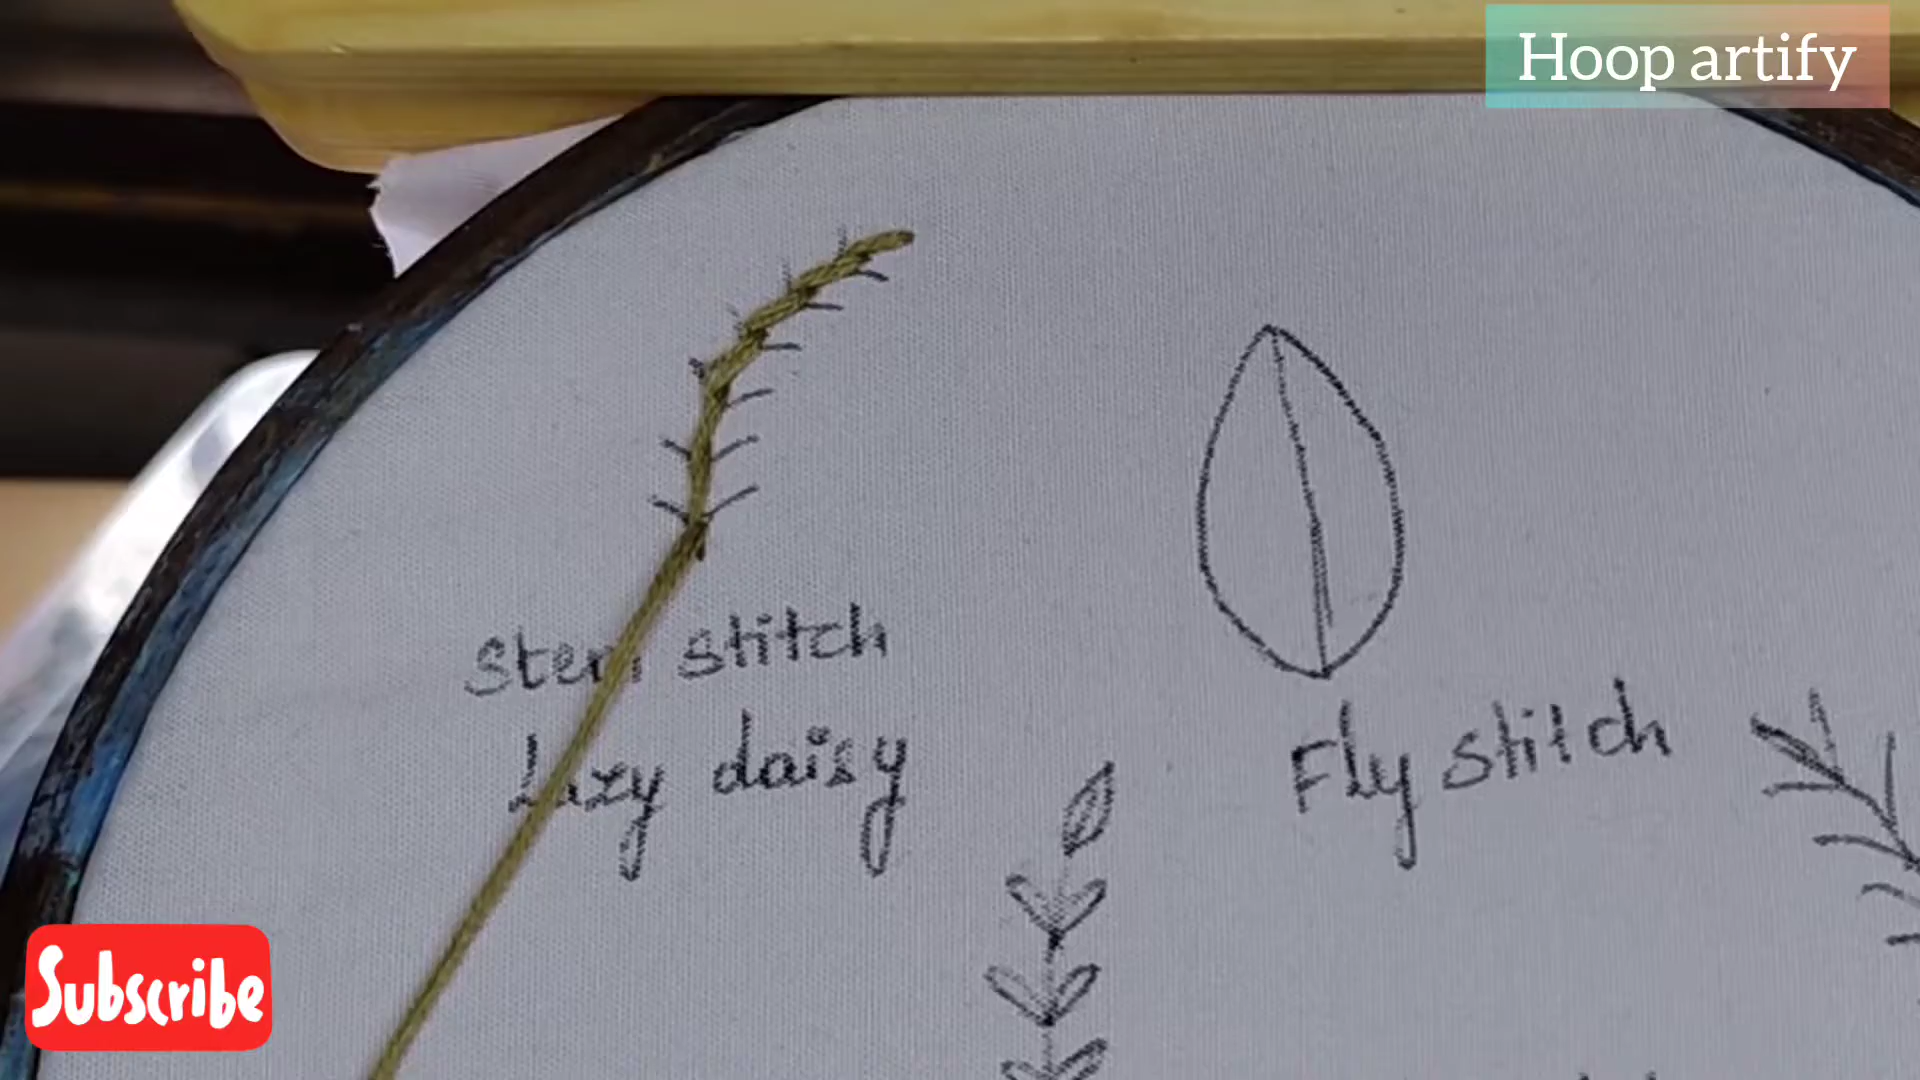 Hoop artify
Stem stitch
Lazy daisy
Fly stitch
Subscribe